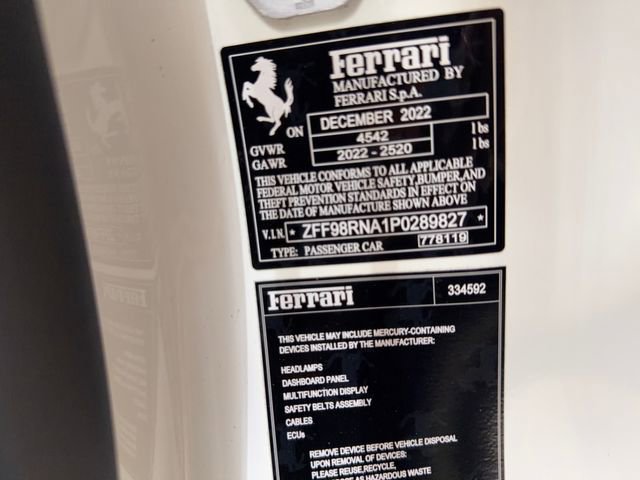 Ferrari
MANUFACTURED BY
FERRARI S.p.A.
ON DECEMBER 2022
GVWR 4542 lbs
GAWR 2022 - 2520 lbs
THIS VEHICLE CONFORMS TO ALL APPLICABLE
FEDERAL MOTOR VEHICLE SAFETY, BUMPER, AND
THEFT PREVENTION STANDARDS IN EFFECT ON
THE DATE OF MANUFACTURE SHOWN ABOVE
V.I.N. * ZFF98RNA1P0289827 *
TYPE: PASSENGER CAR 778119
Ferrari 334592
THIS VEHICLE MAY INCLUDE MERCURY-CONTAINING
DEVICES INSTALLED BY THE MANUFACTURER:
HEADLAMPS
DASHBOARD PANEL
MULTIFUNCTION DISPLAY
SAFETY BELTS ASSEMBLY
CABLES
ECUs
REMOVE DEVICE BEFORE VEHICLE DISPOSAL
UPON REMOVAL OF DEVICES:
PLEASE REUSE, RECYCLE,
OR DISPOSE AS HAZARDOUS WASTE